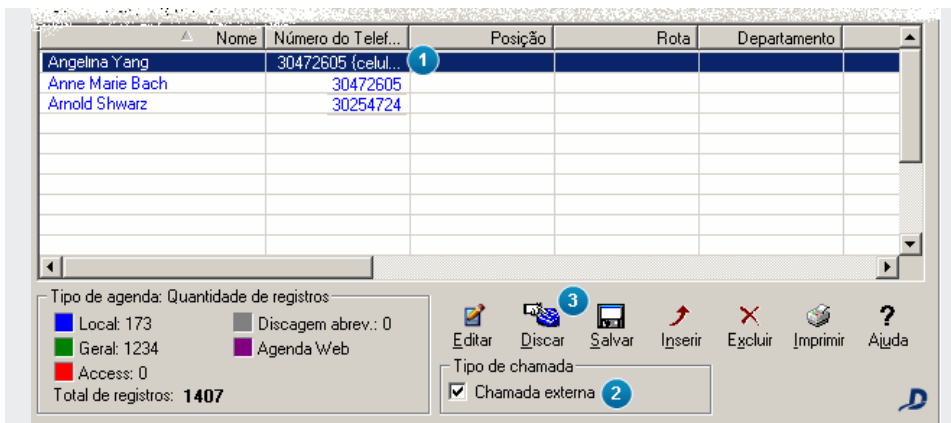 Nome Número do Telef... Posição Rota Departamento
Angelina Yang 30472605 {celul... 1
Anne Marie Bach 30472605
Arnold Shwarz 30254724
Tipo de agenda: Quantidade de registros
Local: 173 Discagem abrev.: 0
Geral: 1234 Agenda Web
Access: 0
Total de registros: 1407
3
Editar Discar Salvar Inserir Excluir Imprimir ? Ajuda
Tipo de chamada
Chamada externa 2
D